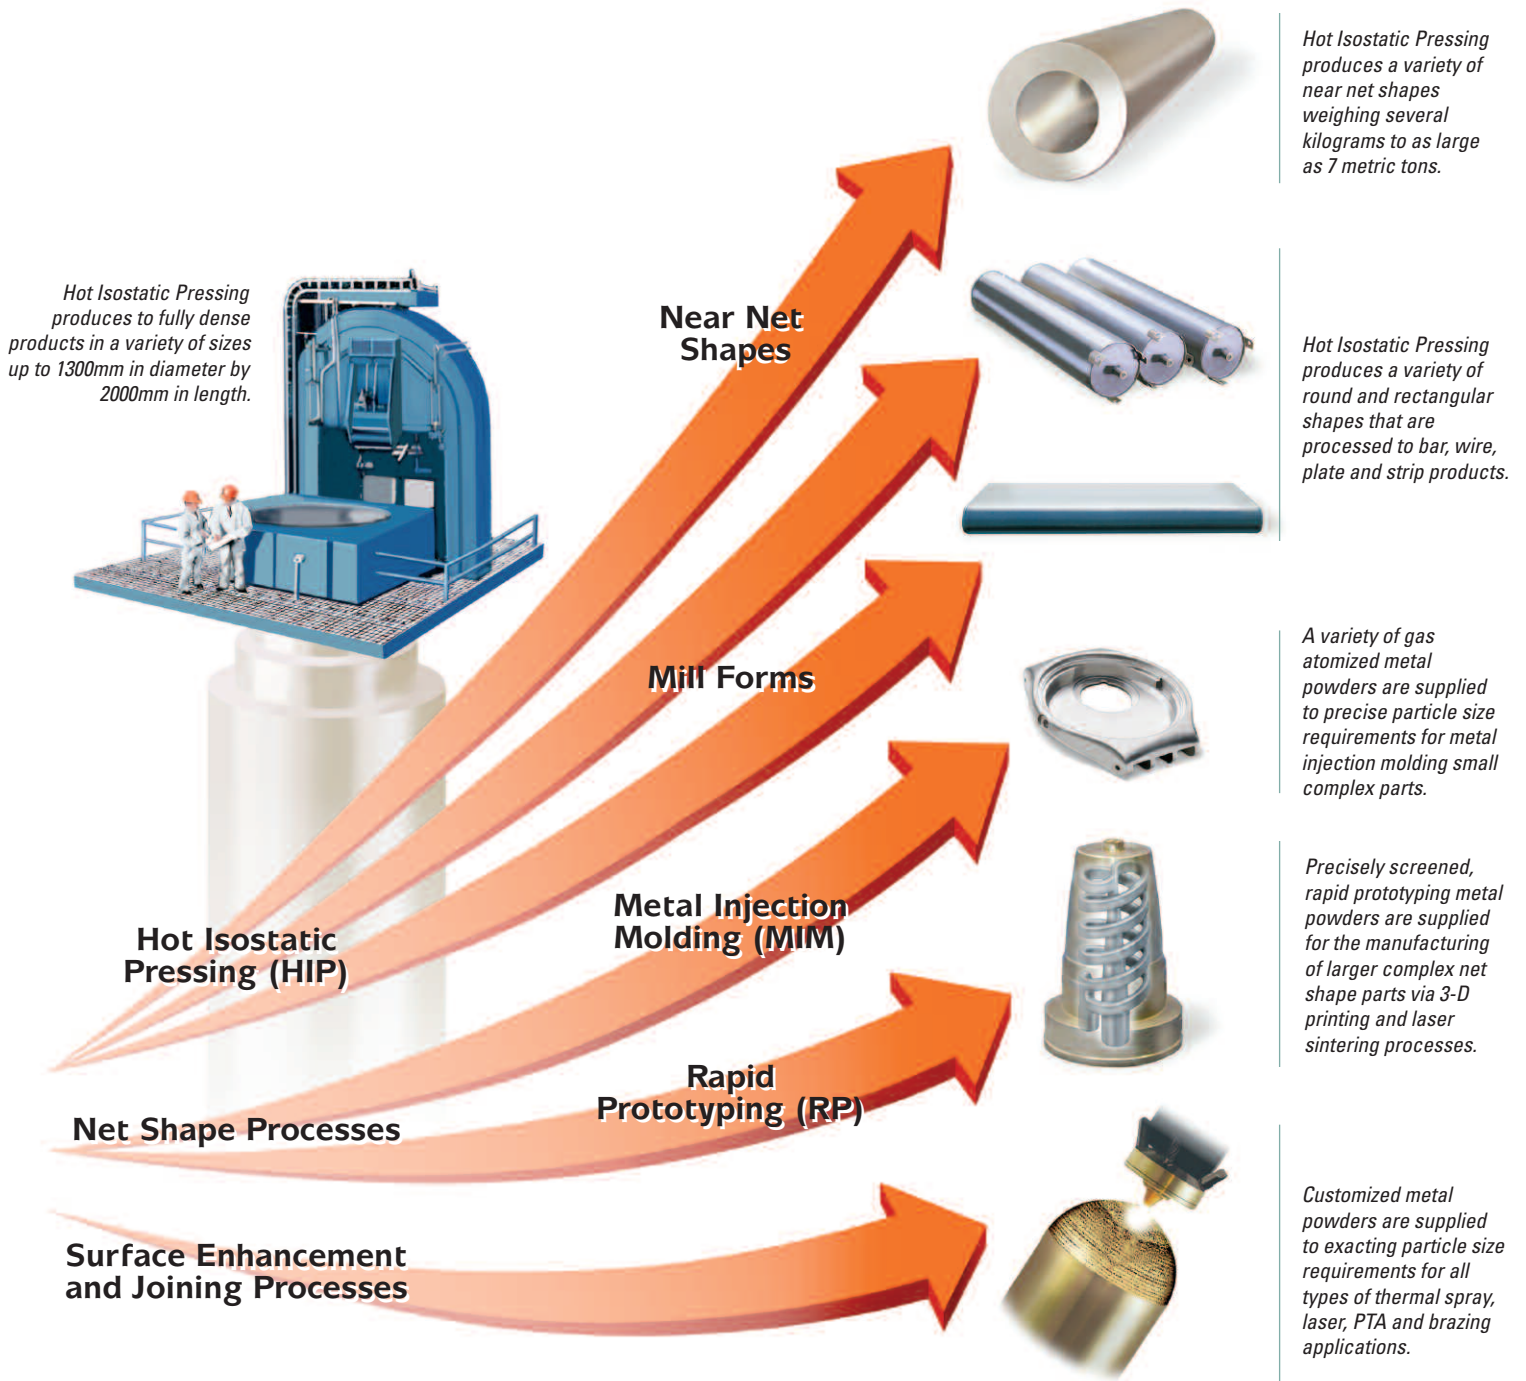 Hot Isostatic Pressing
produces a variety of
near net shapes
weighing several
kilograms to as large
as 7 metric tons.
Hot Isostatic Pressing
produces to fully dense
products in a variety of sizes
up to 1300mm in diameter by
2000mm in length.
Near Net
Shapes
Hot Isostatic Pressing
produces a variety of
round and rectangular
shapes that are
processed to bar, wire,
plate and strip products.
Mill Forms
A variety of gas
atomized metal
powders are supplied
to precise particle size
requirements for metal
injection molding small
complex parts.
Hot Isostatic
Pressing (HIP)
Metal Injection
Molding (MIM)
Precisely screened,
rapid prototyping metal
powders are supplied
for the manufacturing
of larger complex net
shape parts via 3-D
printing and laser
sintering processes.
Net Shape Processes
Rapid
Prototyping (RP)
Surface Enhancement
and Joining Processes
Customized metal
powders are supplied
to exacting particle size
requirements for all
types of thermal spray,
laser, PTA and brazing
applications.